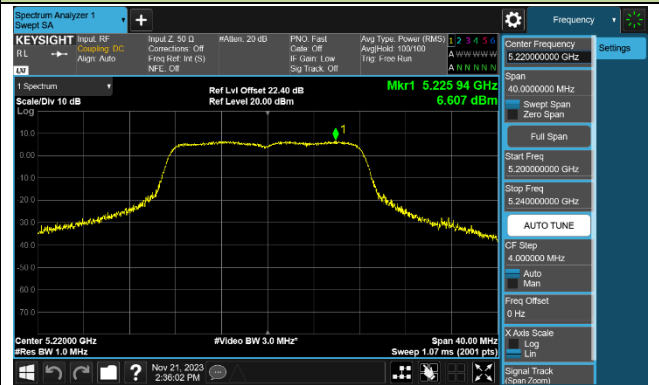 Spectrum Analyzer 1
Swept SA
Frequency
KEYSIGHT
RL
LXI
Input: RF
Coupling: DC
Align: Auto
Input Z: 50 Ω
Corrections: Off
Freq Ref: Int (S)
NFE: Off
#Atten: 20 dB
PNO: Fast
Gate: Off
IF Gain: Low
Sig Track: Off
Avg Type: Power (RMS)
Avg|Hold: 100/100
Trig: Free Run
1 2 3 4 5 6
A W W W W W
A N N N N N
1 Spectrum
Scale/Div 10 dB
Ref Lvl Offset 22.40 dB
Ref Level 20.00 dBm
Mkr1 5.225 94 GHz
6.607 dBm
Log
10.0
0.00
-10.0
-20.0
-30.0
-40.0
-50.0
-60.0
-70.0
1
Center 5.22000 GHz
#Res BW 1.0 MHz
#Video BW 3.0 MHz*
Span 40.00 MHz
Sweep 1.07 ms (2001 pts)
Nov 21, 2023
2:36:02 PM
Center Frequency
5.220000000 GHz
Span
40.0000000 MHz
Swept Span
Zero Span
Full Span
Start Freq
5.200000000 GHz
Stop Freq
5.240000000 GHz
AUTO TUNE
CF Step
4.000000 MHz
Auto
Man
Freq Offset
0 Hz
X Axis Scale
Log
Lin
Signal Track
(Span Zoom)
Settings